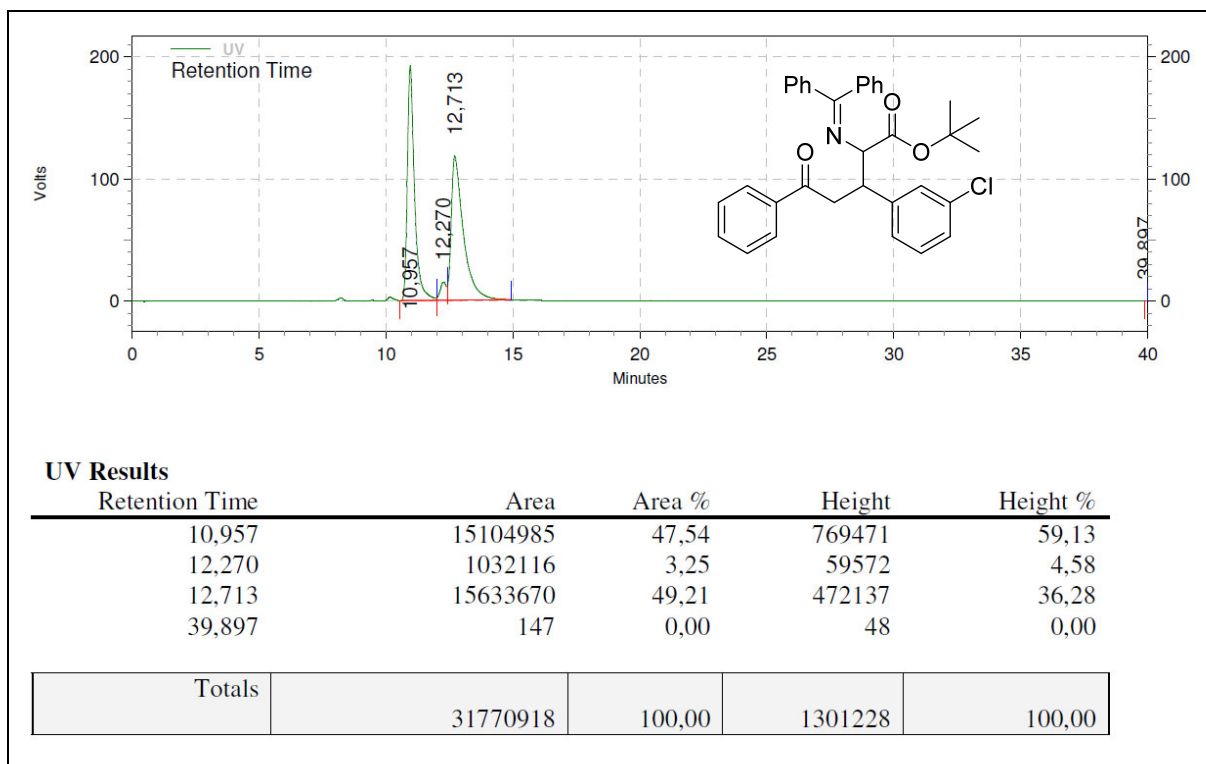 UV
Retention Time
200
100
0
Volts
200
100
0
10,957
12,270
12,713
39,897
Ph Ph
O
N
O
O
Cl
0 5 10 15 20 25 30 35 40
Minutes
UV Results
Retention Time Area Area % Height Height %
10,957 15104985 47,54 769471 59,13
12,270 1032116 3,25 59572 4,58
12,713 15633670 49,21 472137 36,28
39,897 147 0,00 48 0,00
Totals
31770918 100,00 1301228 100,00